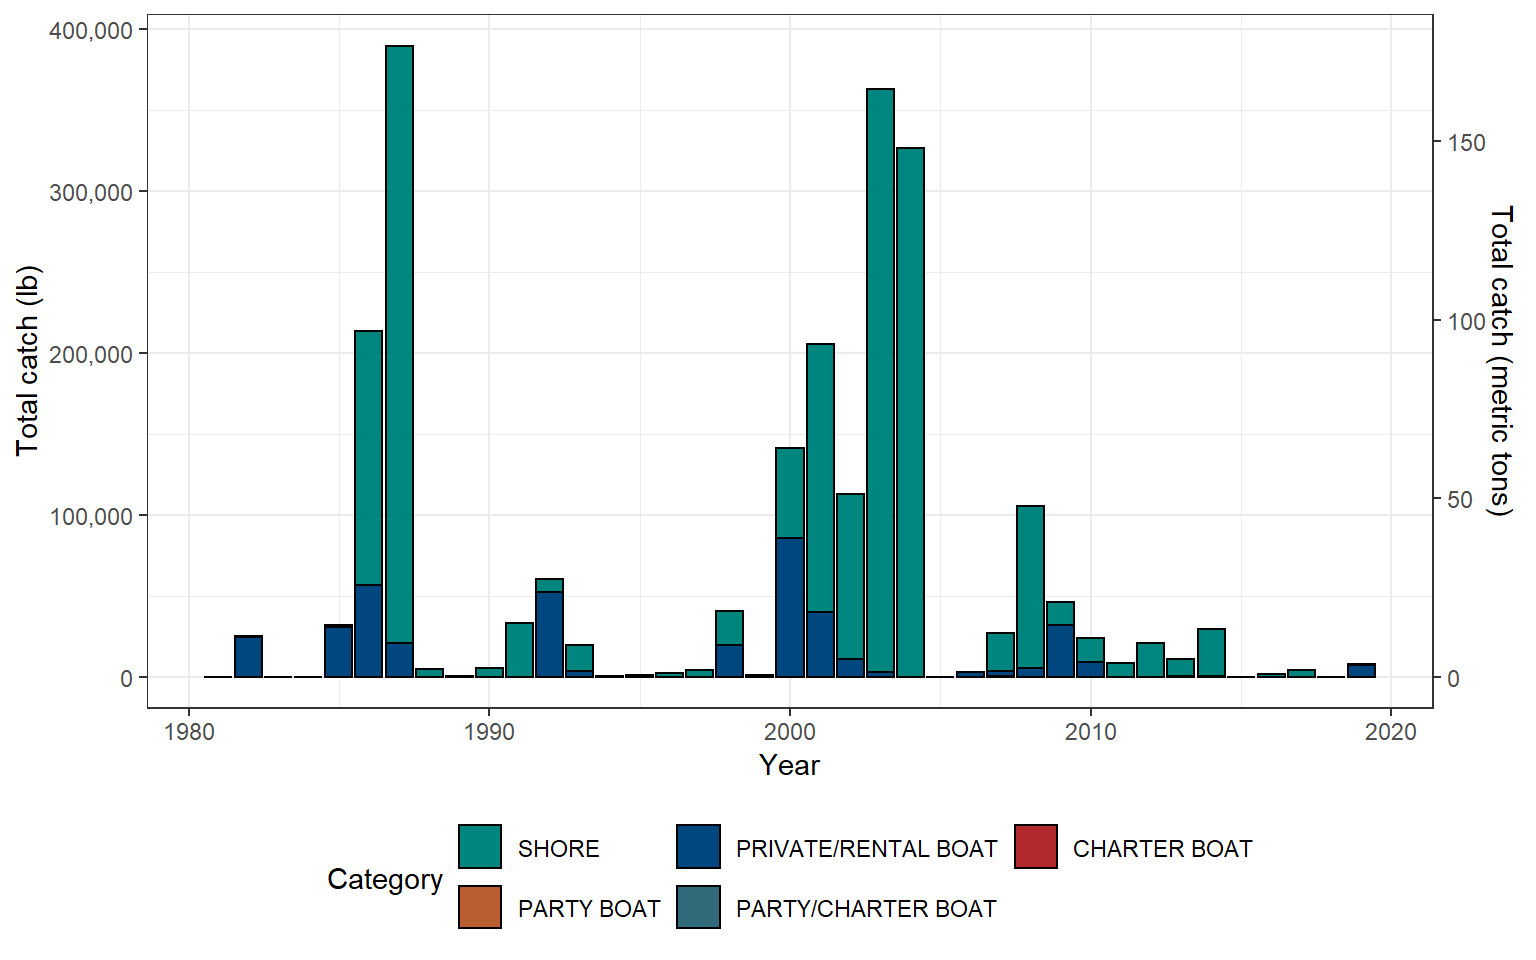 400,000
300,000
200,000
100,000
0
Total catch (lb)
150
100
50
0
Total catch (metric tons)
1980 1990 2000 2010 2020
Year
Category
SHORE PRIVATE/RENTAL BOAT CHARTER BOAT
PARTY BOAT PARTY/CHARTER BOAT